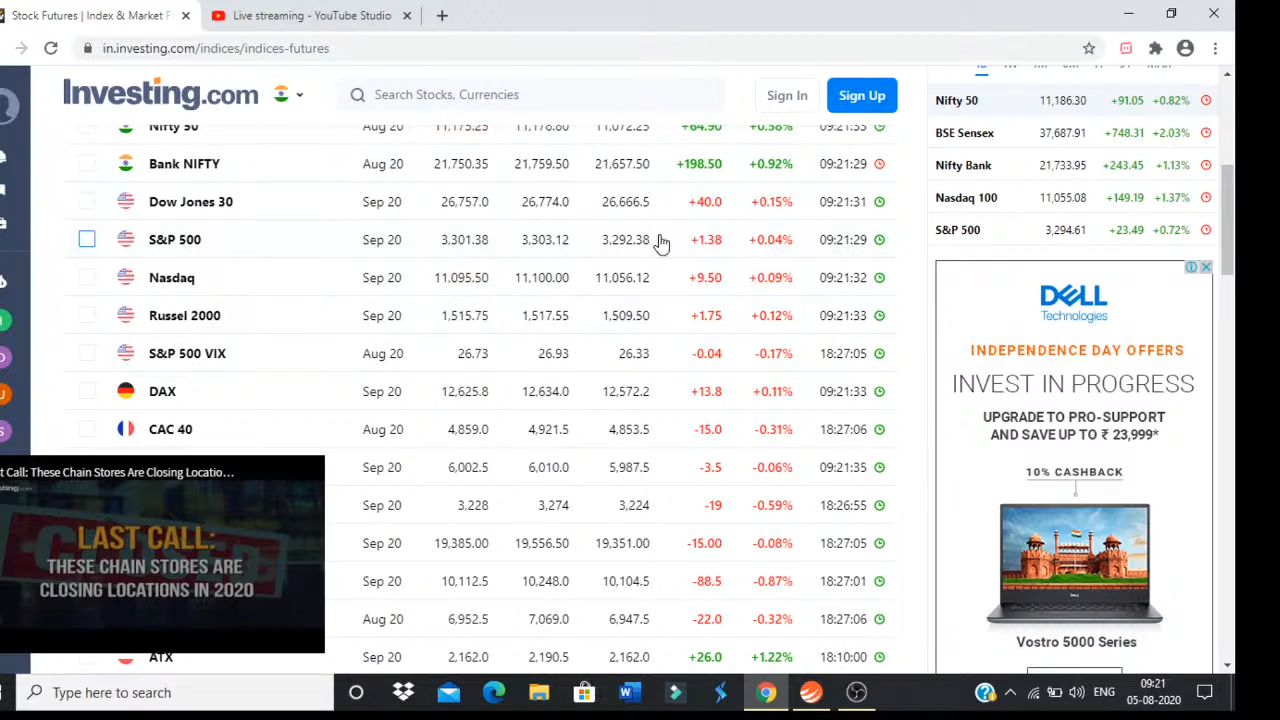 Stock Futures | Index & Market F
Live streaming - YouTube Studio
in.investing.com/indices/indices-futures
Investing.com
Search Stocks, Currencies
Sign In
Sign Up
Nifty 50 Aug 20 11,175.25 11,178.80 11,072.25 +64.90 +0.58% 09:21:33
Bank NIFTY Aug 20 21,750.35 21,759.50 21,657.50 +198.50 +0.92% 09:21:29
Dow Jones 30 Sep 20 26,757.0 26,774.0 26,666.5 +40.0 +0.15% 09:21:31
S&P 500 Sep 20 3,301.38 3,303.12 3,292.38 +1.38 +0.04% 09:21:29
Nasdaq Sep 20 11,095.50 11,100.00 11,056.12 +9.50 +0.09% 09:21:32
Russel 2000 Sep 20 1,515.75 1,517.55 1,509.50 +1.75 +0.12% 09:21:33
S&P 500 VIX Aug 20 26.73 26.93 26.33 -0.04 -0.17% 18:27:05
DAX Sep 20 12,625.8 12,634.0 12,572.2 +13.8 +0.11% 09:21:33
CAC 40 Aug 20 4,859.0 4,921.5 4,853.5 -15.0 -0.31% 18:27:06
Sep 20 6,002.5 6,010.0 5,987.5 -3.5 -0.06% 09:21:35
Sep 20 3,228 3,274 3,224 -19 -0.59% 18:26:55
Sep 20 19,385.00 19,556.50 19,351.00 -15.00 -0.08% 18:27:05
Sep 20 10,112.5 10,248.0 10,104.5 -88.5 -0.87% 18:27:01
Aug 20 6,952.5 7,069.0 6,947.5 -22.0 -0.32% 18:27:06
ATX Sep 20 2,162.0 2,190.5 2,162.0 +26.0 +1.22% 18:10:00
t Call: These Chain Stores Are Closing Locatio...
LAST CALL:
THESE CHAIN STORES ARE
CLOSING LOCATIONS IN 2020
Nifty 50 11,186.30 +91.05 +0.82%
BSE Sensex 37,687.91 +748.31 +2.03%
Nifty Bank 21,733.95 +243.45 +1.13%
Nasdaq 100 11,055.08 +149.19 +1.37%
S&P 500 3,294.61 +23.49 +0.72%
DELL
Technologies
INDEPENDENCE DAY OFFERS
INVEST IN PROGRESS
UPGRADE TO PRO-SUPPORT
AND SAVE UP TO ₹ 23,999*
10% CASHBACK
Vostro 5000 Series
Type here to search
ENG
09:21
05-08-2020